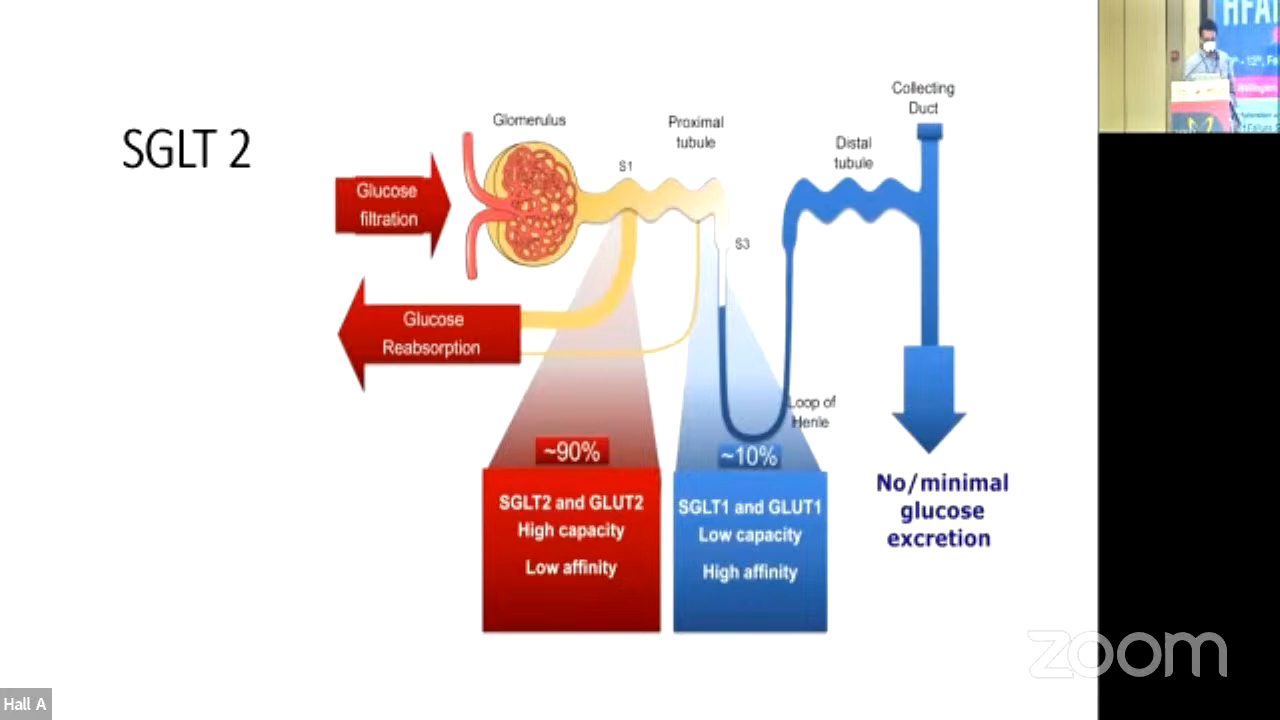 SGLT 2
Glomerulus
Proximal
tubule
S1
Collecting
Duct
Distal
tubule
Glucose
filtration
S3
Glucose
Reabsorption
Loop of
Henle
~90%
~10%
SGLT2 and GLUT2
High capacity
Low affinity
SGLT1 and GLUT1
Low capacity
High affinity
No/minimal
glucose
excretion
HFAI
zoom
Hall A